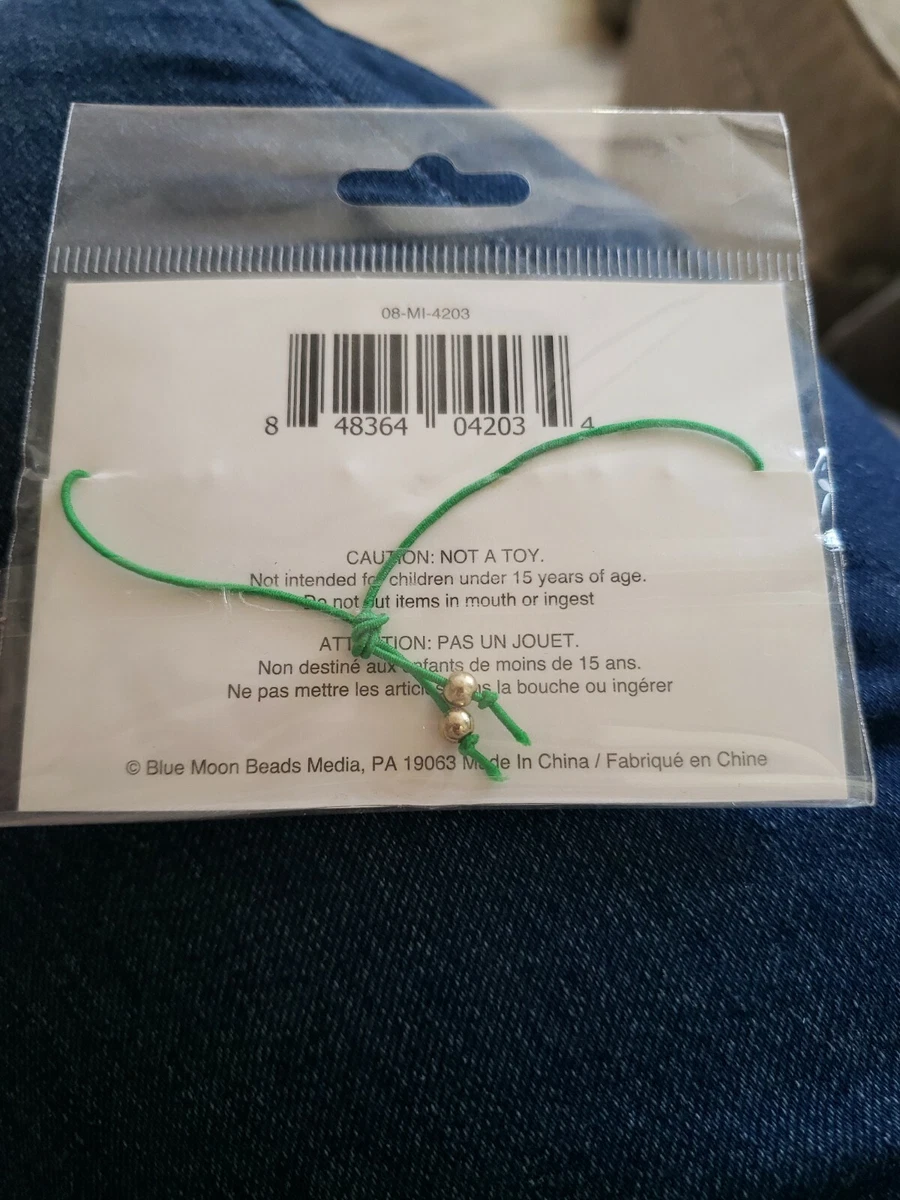 08-MI-4203
8 48364 04203 4
CAUTION: NOT A TOY.
Not intended for children under 15 years of age.
Do not put items in mouth or ingest
ATTENTION: PAS UN JOUET.
Non destiné aux enfants de moins de 15 ans.
Ne pas mettre les articles dans la bouche ou ingérer
© Blue Moon Beads Media, PA 19063 Made In China / Fabriqué en Chine